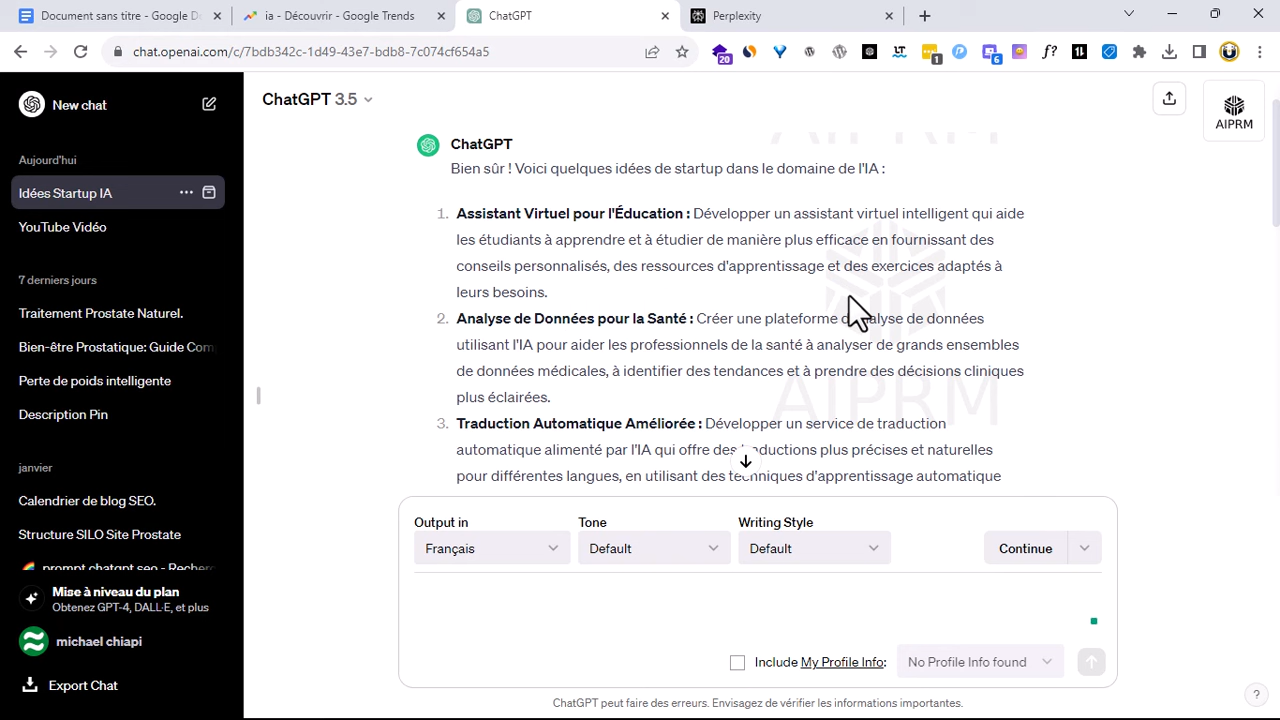 Document sans titre - Google D
ia - Découvrir - Google Trends
ChatGPT
Perplexity
chat.openai.com/c/7bdb342c-1d49-43e7-bdb8-7c074cf654a5
20
LT
1
6
f?
New chat
Aujourd'hui
Idées Startup IA
YouTube Vidéo
7 derniers jours
Traitement Prostate Naturel.
Bien-être Prostatique: Guide Com
Perte de poids intelligente
Description Pin
janvier
Calendrier de blog SEO.
Structure SILO Site Prostate
prompt chatgpt seo - Recher
Mise à niveau du plan
Obtenez GPT-4, DALL·E, et plus
michael chiapi
Export Chat
ChatGPT 3.5
AIPRM
AIPRM
ChatGPT
Bien sûr ! Voici quelques idées de startup dans le domaine de l'IA :
1. Assistant Virtuel pour l'Éducation : Développer un assistant virtuel intelligent qui aide
les étudiants à apprendre et à étudier de manière plus efficace en fournissant des
conseils personnalisés, des ressources d'apprentissage et des exercices adaptés à
leurs besoins.
2. Analyse de Données pour la Santé : Créer une plateforme d'analyse de données
utilisant l'IA pour aider les professionnels de la santé à analyser de grands ensembles
de données médicales, à identifier des tendances et à prendre des décisions cliniques
plus éclairées.
AIPRM
3. Traduction Automatique Améliorée : Développer un service de traduction
automatique alimenté par l'IA qui offre des traductions plus précises et naturelles
pour différentes langues, en utilisant des techniques d'apprentissage automatique
Output in
Tone
Writing Style
Français
Default
Default
Continue
Include My Profile Info:
No Profile Info found
ChatGPT peut faire des erreurs. Envisagez de vérifier les informations importantes.
?